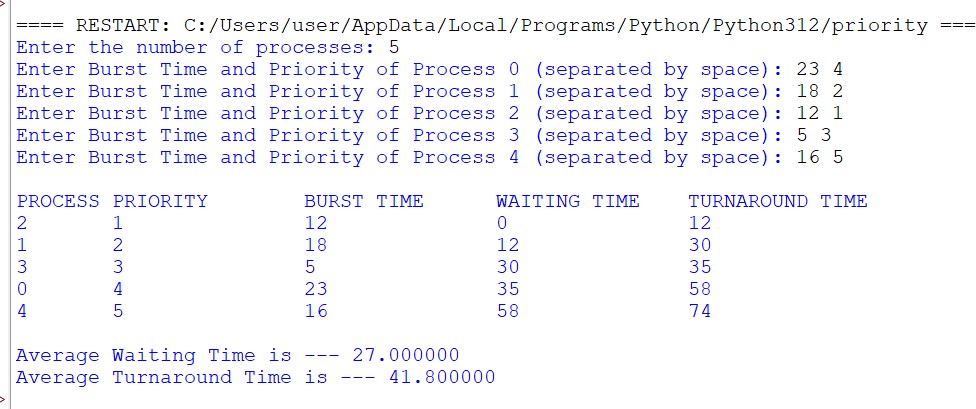 ==== RESTART: C:/Users/user/AppData/Local/Programs/Python/Python312/priority ===
Enter the number of processes: 5
Enter Burst Time and Priority of Process 0 (separated by space): 23 4
Enter Burst Time and Priority of Process 1 (separated by space): 18 2
Enter Burst Time and Priority of Process 2 (separated by space): 12 1
Enter Burst Time and Priority of Process 3 (separated by space): 5 3
Enter Burst Time and Priority of Process 4 (separated by space): 16 5
PROCESS PRIORITY BURST TIME WAITING TIME TURNAROUND TIME
2 1 12 0 12
1 2 18 12 30
3 3 5 30 35
0 4 23 35 58
4 5 16 58 74
Average Waiting Time is --- 27.000000
Average Turnaround Time is --- 41.800000